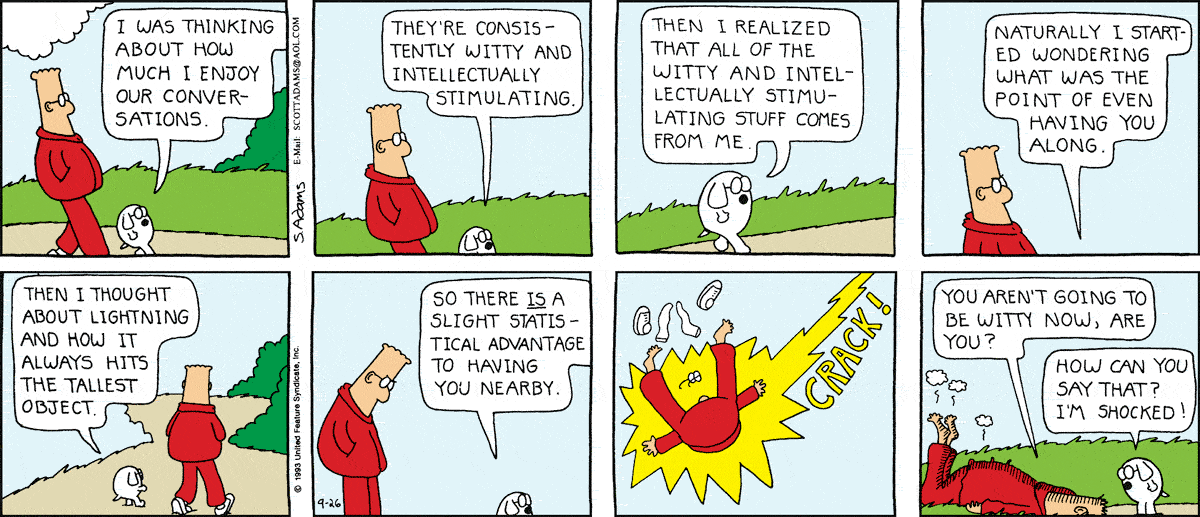 I WAS THINKING
ABOUT HOW
MUCH I ENJOY
OUR CONVER-
SATIONS.
S.Adams
E-Mail: SCOTTADAMS@AOL.COM
THEY'RE CONSIS-
TENTLY WITTY AND
INTELLECTUALLY
STIMULATING.
THEN I REALIZED
THAT ALL OF THE
WITTY AND INTEL-
LECTUALLY STIMU-
LATING STUFF COMES
FROM ME.
NATURALLY I START-
ED WONDERING
WHAT WAS THE
POINT OF EVEN
HAVING YOU
ALONG.
THEN I THOUGHT
ABOUT LIGHTNING
AND HOW IT
ALWAYS HITS
THE TALLEST
OBJECT.
© 1993 United Feature Syndicate, Inc.
SO THERE IS A
SLIGHT STATIS-
TICAL ADVANTAGE
TO HAVING
YOU NEARBY.
9-26
CRACK!
YOU AREN'T GOING TO
BE WITTY NOW, ARE
YOU?
HOW CAN YOU
SAY THAT?
I'M SHOCKED!